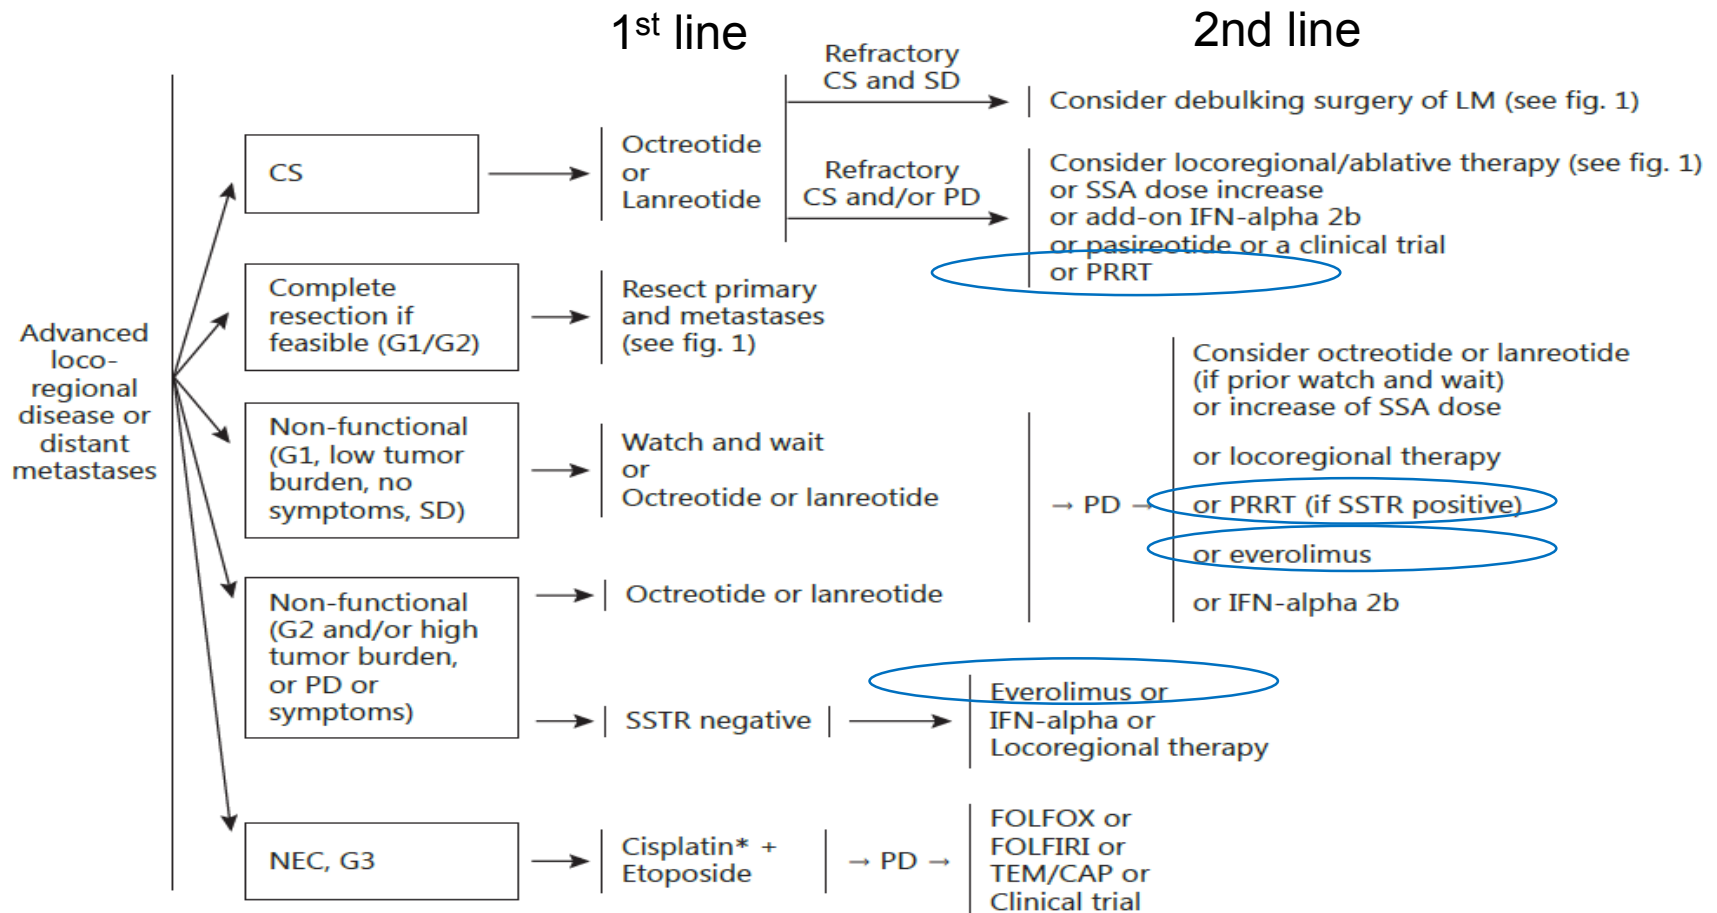 1st line
2nd line
Advanced
loco-
regional
disease or
distant
metastases
CS
Octreotide
or
Lanreotide
Refractory
CS and SD
Consider debulking surgery of LM (see fig. 1)
Refractory
CS and/or PD
Consider locoregional/ablative therapy (see fig. 1)
or SSA dose increase
or add-on IFN-alpha 2b
or pasireotide or a clinical trial
or PRRT
Complete
resection if
feasible (G1/G2)
Resect primary
and metastases
(see fig. 1)
Non-functional
(G1, low tumor
burden, no
symptoms, SD)
Watch and wait
or
Octreotide or lanreotide
Non-functional
(G2 and/or high
tumor burden,
or PD or
symptoms)
Octreotide or lanreotide
→ PD →
Consider octreotide or lanreotide
(if prior watch and wait)
or increase of SSA dose
or locoregional therapy
or PRRT (if SSTR positive)
or everolimus
or IFN-alpha 2b
SSTR negative
Everolimus or
IFN-alpha or
Locoregional therapy
NEC, G3
Cisplatin* +
Etoposide
→ PD →
FOLFOX or
FOLFIRI or
TEM/CAP or
Clinical trial